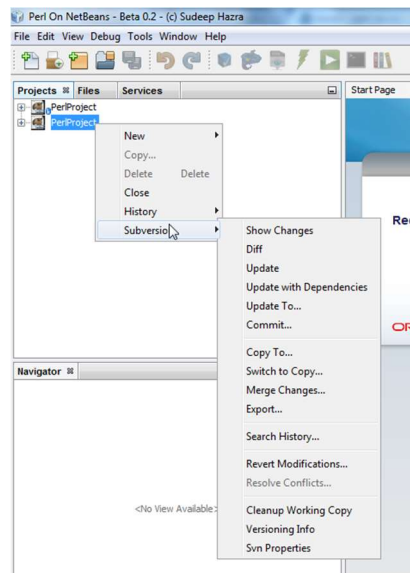 Perl On NetBeans - Beta 0.2 - (c) Sudeep Hazra
File Edit View Debug Tools Window Help
Projects Files Services
Start Page
PerlProject
PerlProject
New
Copy...
Delete Delete
Close
History
Subversion
Show Changes
Diff
Update
Update with Dependencies
Update To...
Commit...
Copy To...
Switch to Copy...
Merge Changes...
Export...
Search History...
Revert Modifications...
Resolve Conflicts...
Cleanup Working Copy
Versioning Info
Svn Properties
Navigator
<No View Available>